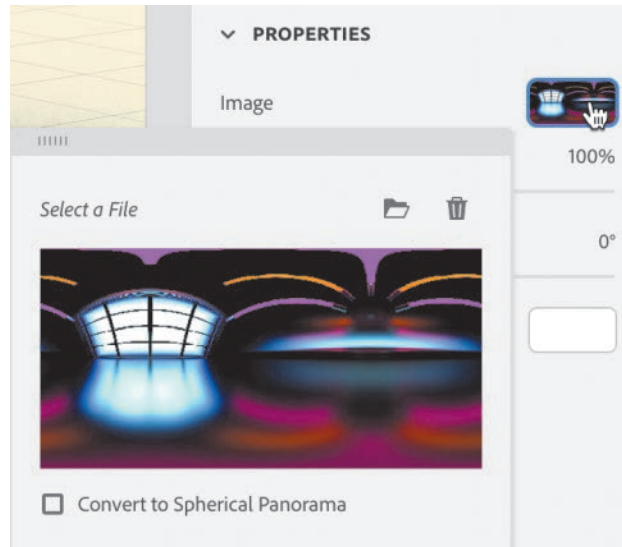 PROPERTIES
Image
100%
Select a File
0°
Convert to Spherical Panorama